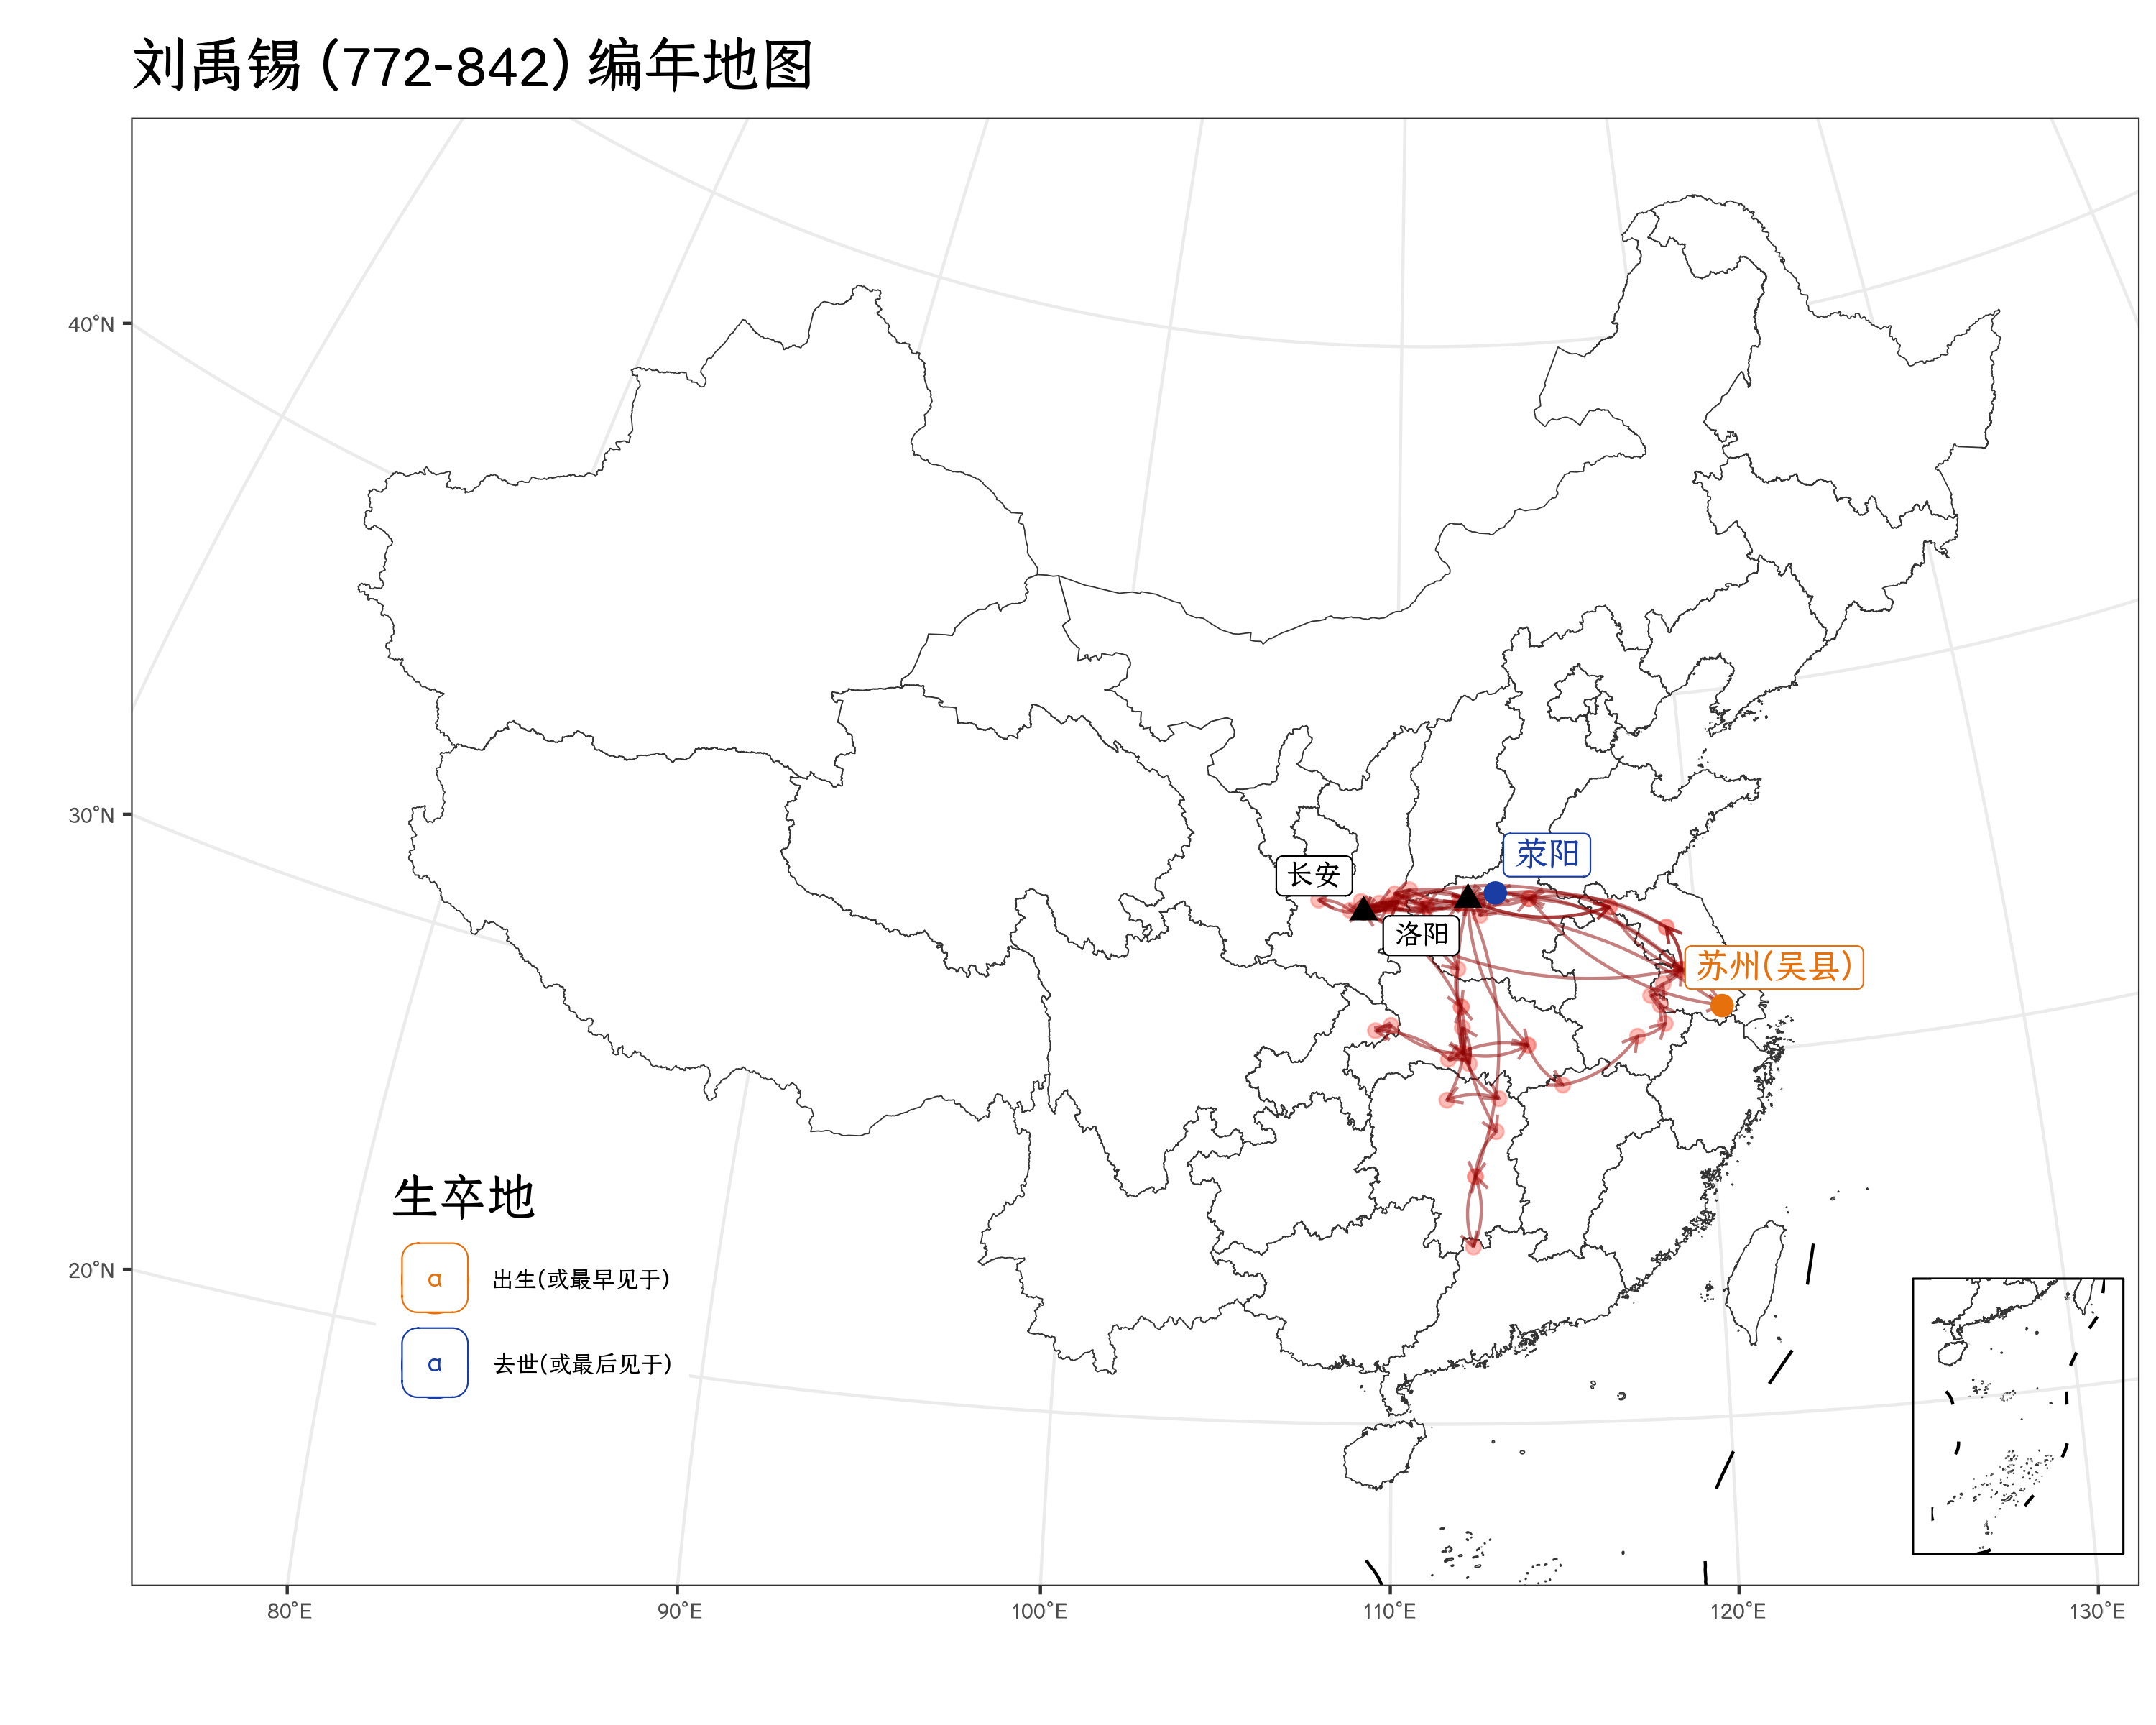 刘禹锡(772-842)编年地图
40°N
30°N
20°N
荥阳
长安
洛阳
苏州(吴县)
生卒地
a 出生(或最早见于)
a 去世(或最后见于)
80°E 90°E 100°E 110°E 120°E 130°E